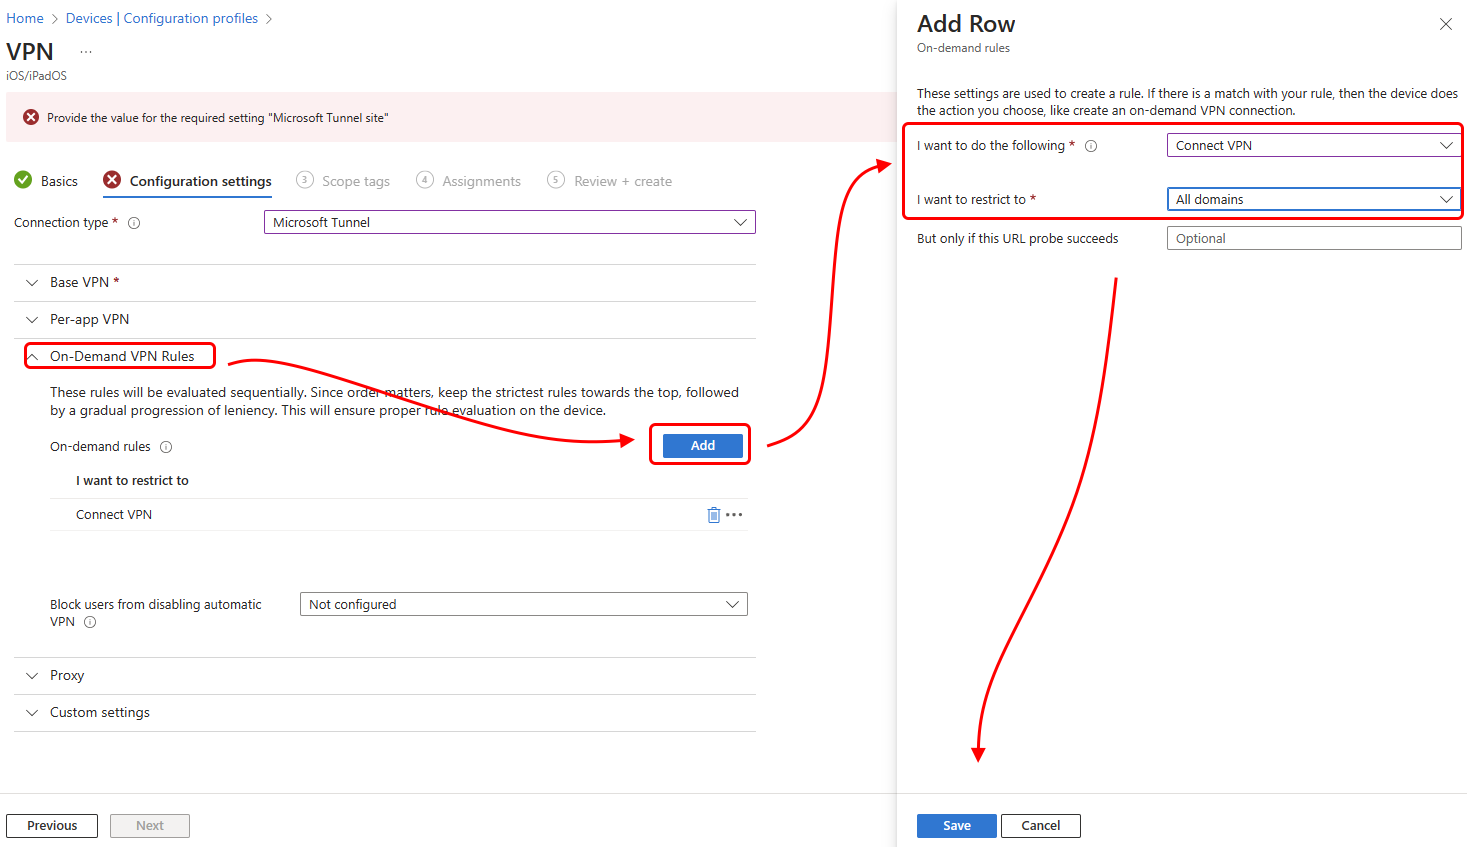 Home > Devices | Configuration profiles >
VPN ...
iOS/iPadOS
Provide the value for the required setting "Microsoft Tunnel site"
Basics
Configuration settings
3 Scope tags
4 Assignments
5 Review + create
Connection type *
Microsoft Tunnel
Base VPN *
Per-app VPN
On-Demand VPN Rules
These rules will be evaluated sequentially. Since order matters, keep the strictest rules towards the top, followed
by a gradual progression of leniency. This will ensure proper rule evaluation on the device.
On-demand rules
Add
I want to restrict to
Connect VPN
Block users from disabling automatic
VPN
Not configured
Proxy
Custom settings
Previous
Next
Add Row
On-demand rules
These settings are used to create a rule. If there is a match with your rule, then the device does
the action you choose, like create an on-demand VPN connection.
I want to do the following *
Connect VPN
I want to restrict to *
All domains
But only if this URL probe succeeds
Optional
Save
Cancel